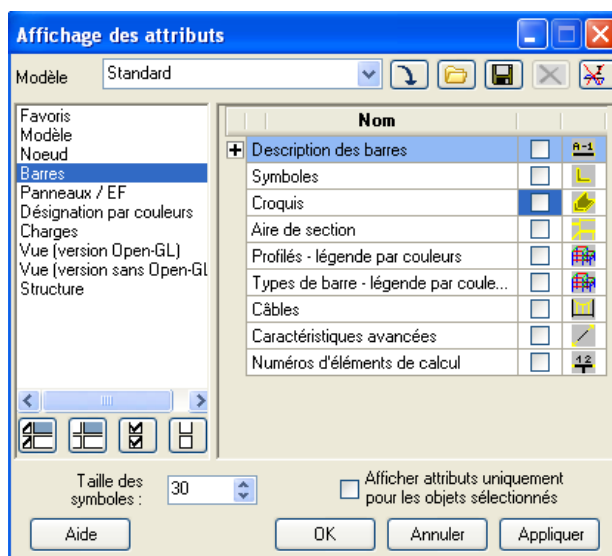 Affichage des attributs
Modèle Standard
Favoris
Modèle
Noeud
Barres
Panneaux / EF
Désignation par couleurs
Charges
Vue (version Open-GL)
Vue (version sans Open-GL
Structure
Nom
Description des barres A-1
Symboles
Croquis
Aire de section
Profilés - légende par couleurs
Types de barre - légende par coule...
Câbles
Caractéristiques avancées
Numéros d'éléments de calcul 12
Taille des
symboles : 30
Afficher attributs uniquement
pour les objets sélectionnés
Aide OK Annuler Appliquer